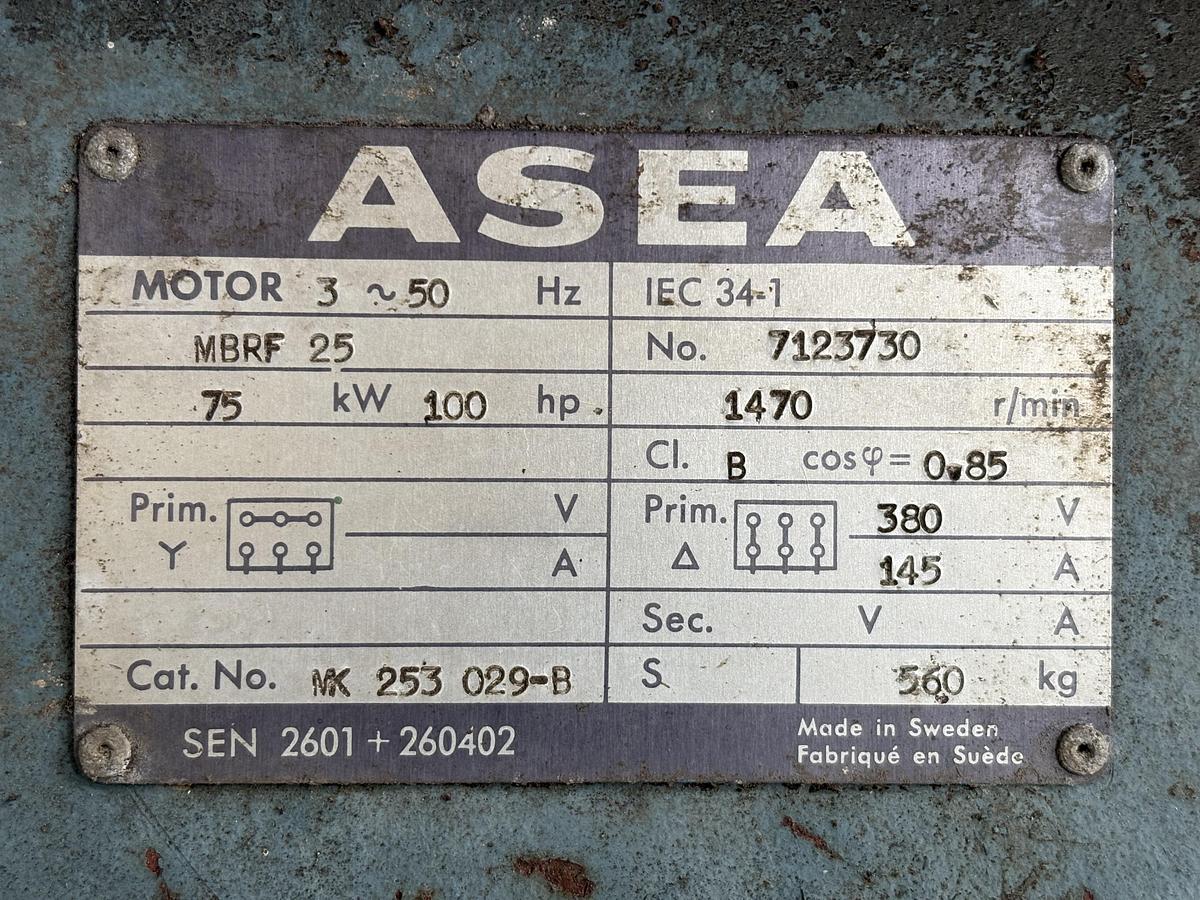 ASEA
MOTOR 3 ~ 50 Hz
IEC 34-1
MBRF 25
No. 7123730
75 kW 100 hp
1470 r/min
Cl. B cosφ= 0.85
Prim. V
Y A
Prim. 380 V
Δ 145 A
Sec. V A
Cat. No. MK 253 029-B
S 560 kg
SEN 2601 + 260402
Made in Sweden
Fabriqué en Suède